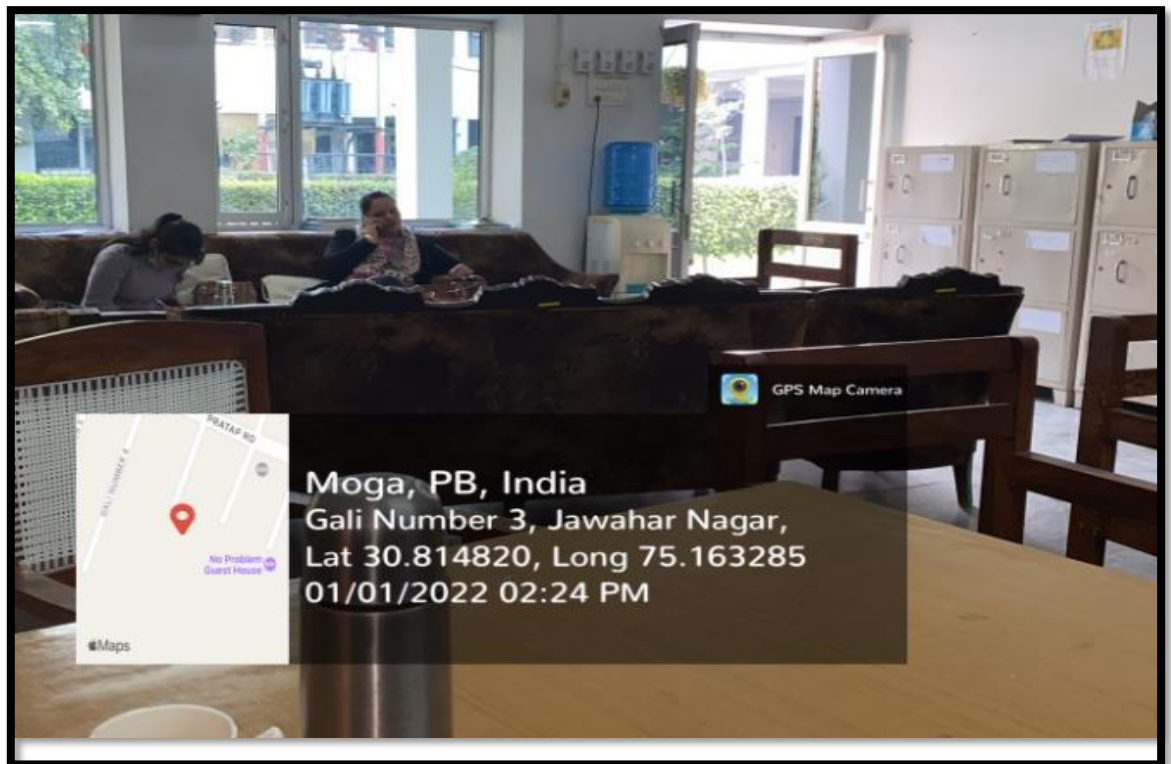 GPS Map Camera
PRATAP RD
GALI NUMBER 4
No Problem
Guest House
Maps
Moga, PB, India
Gali Number 3, Jawahar Nagar,
Lat 30.814820, Long 75.163285
01/01/2022 02:24 PM